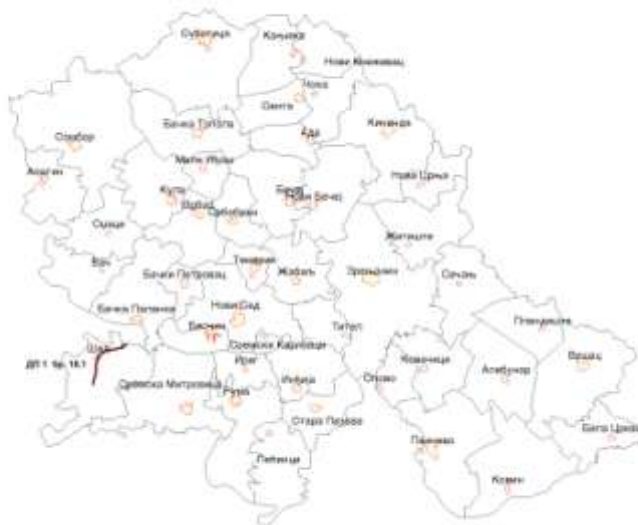 Суботица
Кањижа
Нови Кнежевац
Чока
Сента
Бачка Топола
Сомбор
Ада
Кикинда
Апатин
Мали Иђош
Нова Црња
Кула
Врбас
Србобран
Бечеј
Нови Бечеј
Оџаци
Житиште
Бач
Бачки Петровац
Темерин
Жабаљ
Зрењанин
Сечањ
Бачка Паланка
Нови Сад
Беочин
Тител
Пландиште
Шид
Сремски Карловци
ДП 1 бр. 18.1
Ириг
Ковачица
Алибунар
Вршац
Сремска Митровица
Рума
Инђија
Опово
Стара Пазова
Бела Црква
Панчево
Пећинци
Ковин